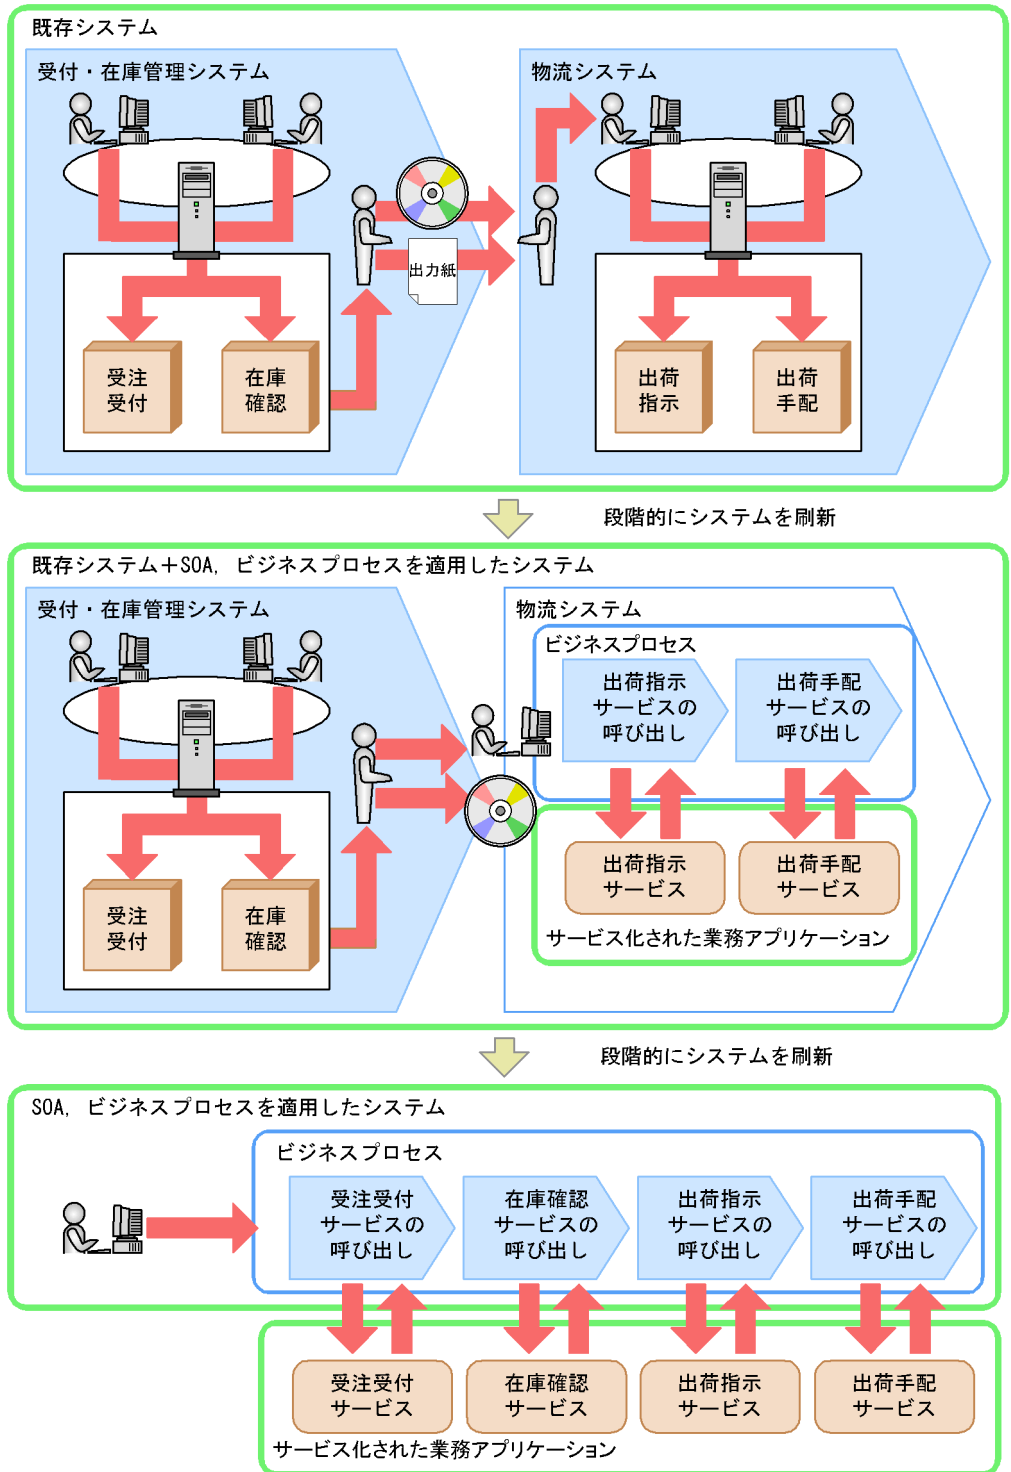 既存システム
受付・在庫管理システム
物流システム
出力紙
受注
受付
在庫
確認
出荷
指示
出荷
手配
段階的にシステムを刷新
既存システム＋SOA，ビジネスプロセスを適用したシステム
受付・在庫管理システム
物流システム
ビジネスプロセス
出荷指示
サービスの
呼び出し
出荷手配
サービスの
呼び出し
受注
受付
在庫
確認
出荷指示
サービス
出荷手配
サービス
サービス化された業務アプリケーション
段階的にシステムを刷新
SOA，ビジネスプロセスを適用したシステム
ビジネスプロセス
受注受付
サービスの
呼び出し
在庫確認
サービスの
呼び出し
出荷指示
サービスの
呼び出し
出荷手配
サービスの
呼び出し
受注受付
サービス
在庫確認
サービス
出荷指示
サービス
出荷手配
サービス
サービス化された業務アプリケーション